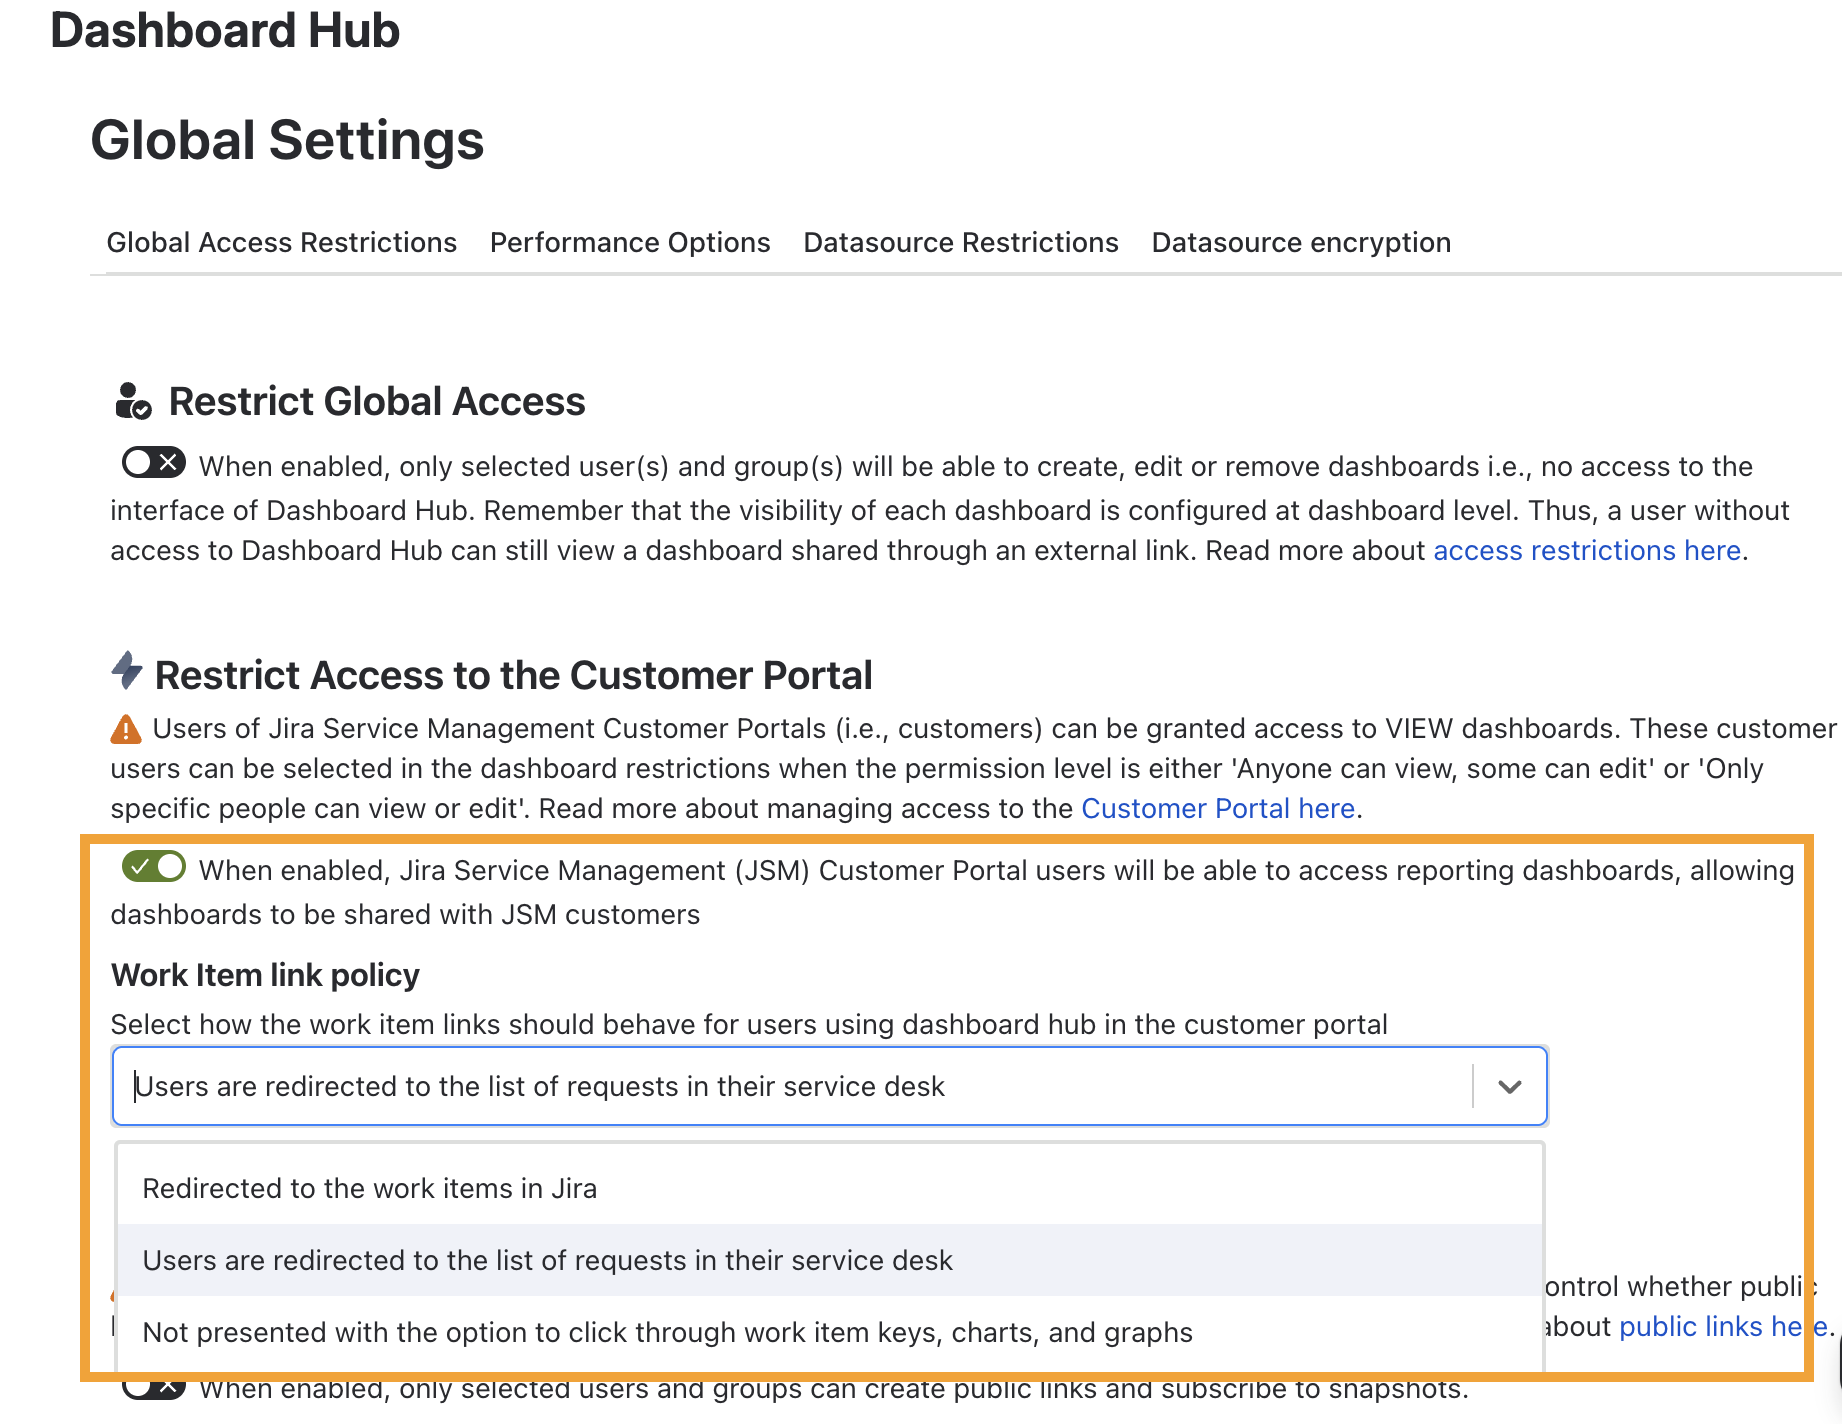 Dashboard Hub
Global Settings
Global Access Restrictions Performance Options Datasource Restrictions Datasource encryption
Restrict Global Access
When enabled, only selected user(s) and group(s) will be able to create, edit or remove dashboards i.e., no access to the
interface of Dashboard Hub. Remember that the visibility of each dashboard is configured at dashboard level. Thus, a user without
access to Dashboard Hub can still view a dashboard shared through an external link. Read more about access restrictions here.
Restrict Access to the Customer Portal
Users of Jira Service Management Customer Portals (i.e., customers) can be granted access to VIEW dashboards. These customer
users can be selected in the dashboard restrictions when the permission level is either 'Anyone can view, some can edit' or 'Only
specific people can view or edit'. Read more about managing access to the Customer Portal here.
When enabled, Jira Service Management (JSM) Customer Portal users will be able to access reporting dashboards, allowing
dashboards to be shared with JSM customers
Work Item link policy
Select how the work item links should behave for users using dashboard hub in the customer portal
Users are redirected to the list of requests in their service desk
Redirected to the work items in Jira
Users are redirected to the list of requests in their service desk
ontrol whether public
Not presented with the option to click through work item keys, charts, and graphs
about public links here.
When enabled, only selected users and groups can create public links and subscribe to snapshots.